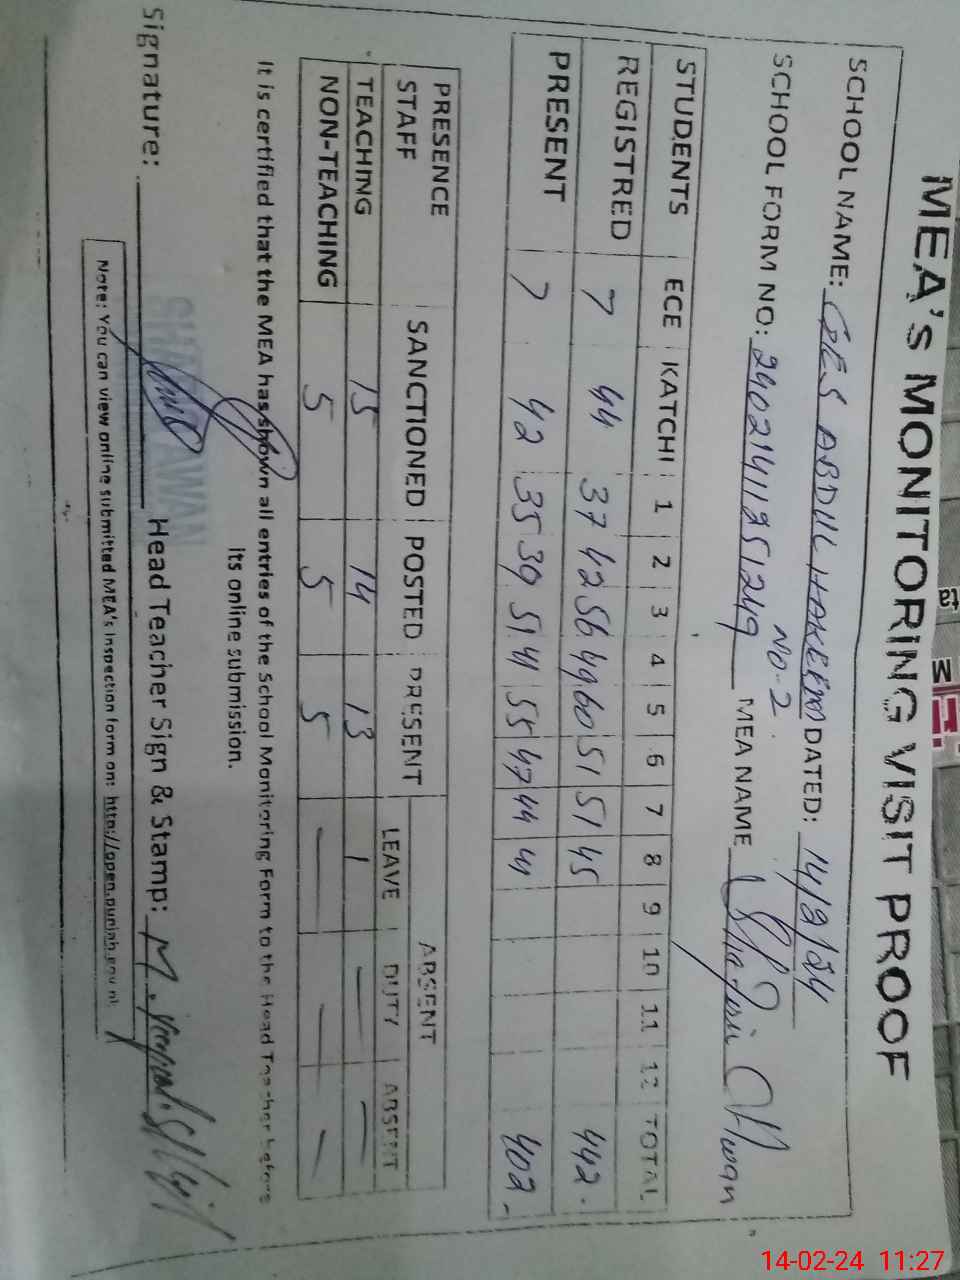 MEA'S MONITORING VISIT PROOF
SCHOOL NAME: GES ABDUL HAKEEM DATED: 14/2/24
NO-2
SCHOOL FORM NO: 24021411251249 MEA NAME
STUDENTS ECE KATCHI 1 2 3 4 5 6 7 8 9 10 11 12 TOTAL
REGISTRED 7 44 37 42 56 49 60 51 51 45 442.
PRESENT 7 42 35 39 51 41 55 47 44 41 402.
PRESENCE STAFF SANCTIONED POSTED PRESENT ABSENT
LEAVE DUTY ABSENT
TEACHING 15 14 13 1 — —
NON-TEACHING 5 5 5 — — —
It is certified that the MEA has shown all entries of the School Monitoring Form to the Head Teacher before
its online submission.
Signature: Head Teacher Sign & Stamp:
Note: You can view online submitted MEA's inspection form on: http://open.punjab.gov.pk
14-02-24 11:27